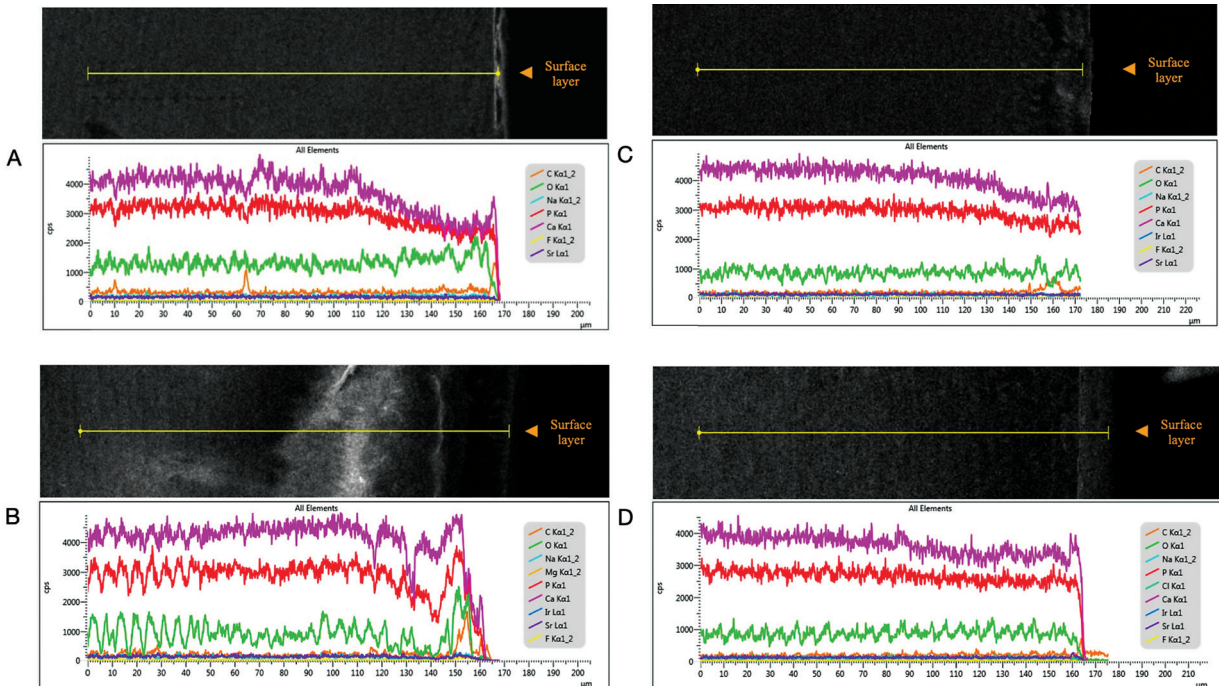 Surface
layer
A
All Elements
cps
4000
3000
2000
1000
0
C Kα1_2
O Kα1
Na Kα1_2
P Kα1
Ca Kα1
F Kα1_2
Sr Lα1
0 10 20 30 40 50 60 70 80 90 100 110 120 130 140 150 160 170 180 190 200
µm
Surface
layer
C
All Elements
cps
4000
3000
2000
1000
0
C Kα1_2
O Kα1
Na Kα1_2
P Kα1
Ca Kα1
Ir Lα1
F Kα1_2
Sr Lα1
0 10 20 30 40 50 60 70 80 90 100 110 120 130 140 150 160 170 180 190 200 210 220
µm
Surface
layer
B
All Elements
cps
4000
3000
2000
1000
0
C Kα1_2
O Kα1
Na Kα1_2
Mg Kα1_2
P Kα1
Ca Kα1
Ir Lα1
Sr Lα1
F Kα1_2
0 10 20 30 40 50 60 70 80 90 100 110 120 130 140 150 160 170 180 190 200
µm
Surface
layer
D
All Elements
cps
4000
3000
2000
1000
0
C Kα1_2
O Kα1
Na Kα1_2
P Kα1
Cl Kα1
Ca Kα1
Ir Lα1
Sr Lα1
F Kα1_2
0 10 20 30 40 50 60 70 80 90 100 110 120 130 140 150 160 170 180 190 200 210
µm